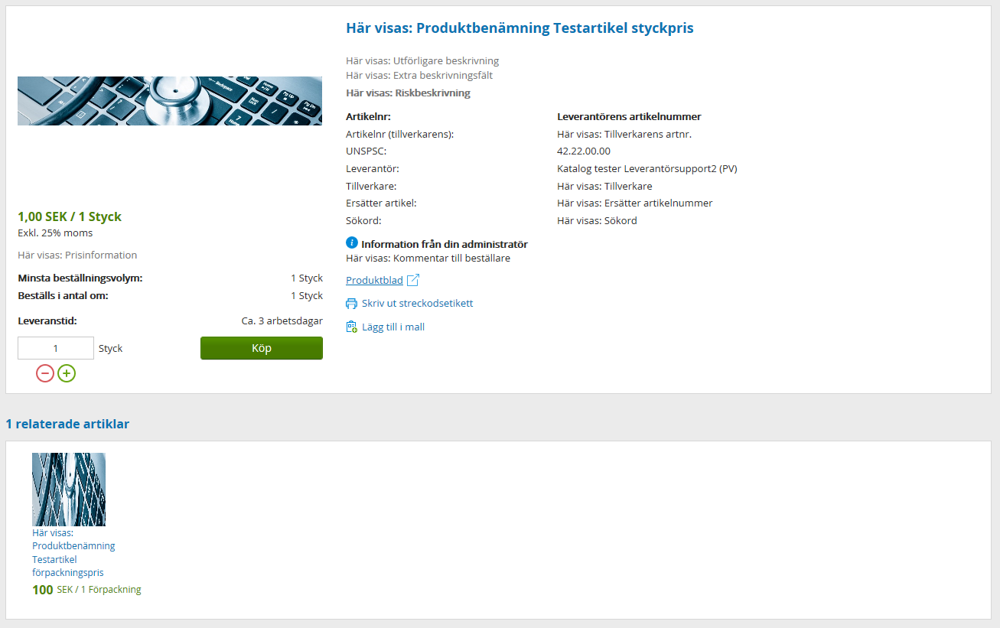 Här visas: Produktbenämning Testartikel styckpris
Här visas: Utförligare beskrivning
Här visas: Extra beskrivningsfält
Här visas: Riskbeskrivning
Artikelnr: Leverantörens artikelnummer
Artikelnr (tillverkarens): Här visas: Tillverkarens artnr.
UNSPSC: 42.22.00.00
Leverantör: Katalog tester Leverantörsupport2 (PV)
Tillverkare: Här visas: Tillverkare
Ersätter artikel: Här visas: Ersätter artikelnummer
Sökord: Här visas: Sökord
Information från din administratör
Här visas: Kommentar till beställare
Produktblad
Skriv ut streckodsetikett
Lägg till i mall
1,00 SEK / 1 Styck
Exkl. 25% moms
Här visas: Prisinformation
Minsta beställningsvolym: 1 Styck
Beställs i antal om: 1 Styck
Leveranstid: Ca. 3 arbetsdagar
1 Styck Köp
1 relaterade artiklar
Här visas:
Produktbenämning
Testartikel
förpackningspris
100 SEK / 1 Förpackning